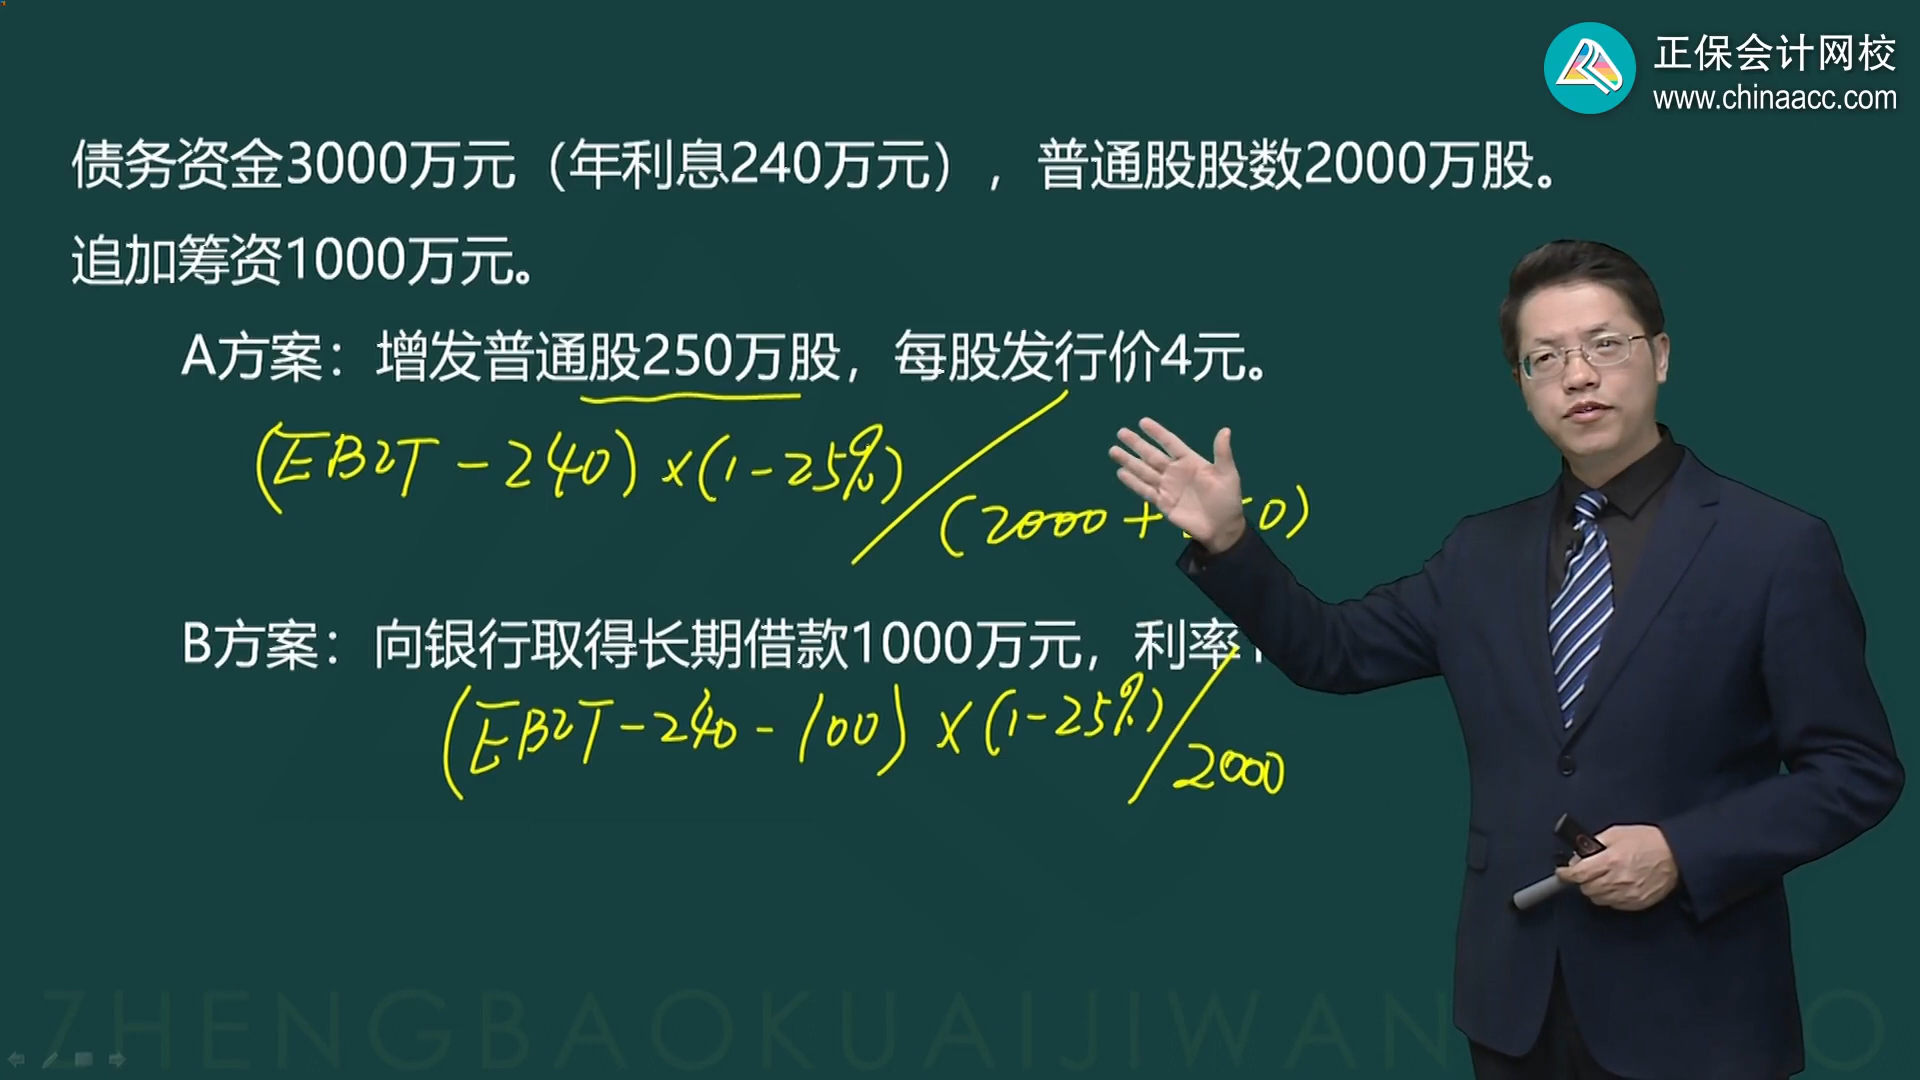 正保会计网校
www.chinaacc.com
债务资金3000万元（年利息240万元），普通股股数2000万股。
追加筹资1000万元。
A方案：增发普通股250万股，每股发行价4元。
(EBIT-240)×(1-25%)/(2000+ 50)
B方案：向银行取得长期借款1000万元，利率1
(EBIT-240-100)×(1-25%)/2000
ZHENGBAOKUAIJIWAN O